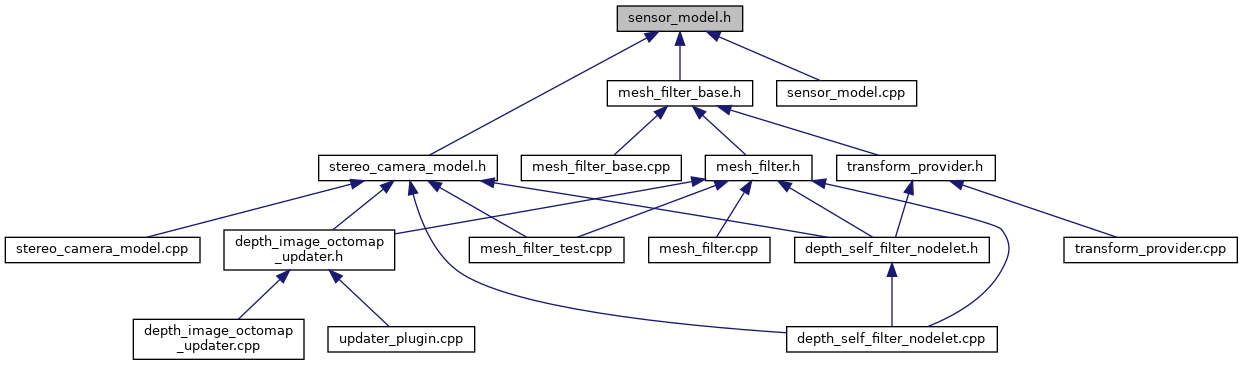 sensor_model.h
mesh_filter_base.h
sensor_model.cpp
stereo_camera_model.h
mesh_filter_base.cpp
mesh_filter.h
transform_provider.h
stereo_camera_model.cpp
depth_image_octomap
_updater.h
mesh_filter_test.cpp
mesh_filter.cpp
depth_self_filter_nodelet.h
transform_provider.cpp
depth_image_octomap
_updater.cpp
updater_plugin.cpp
depth_self_filter_nodelet.cpp